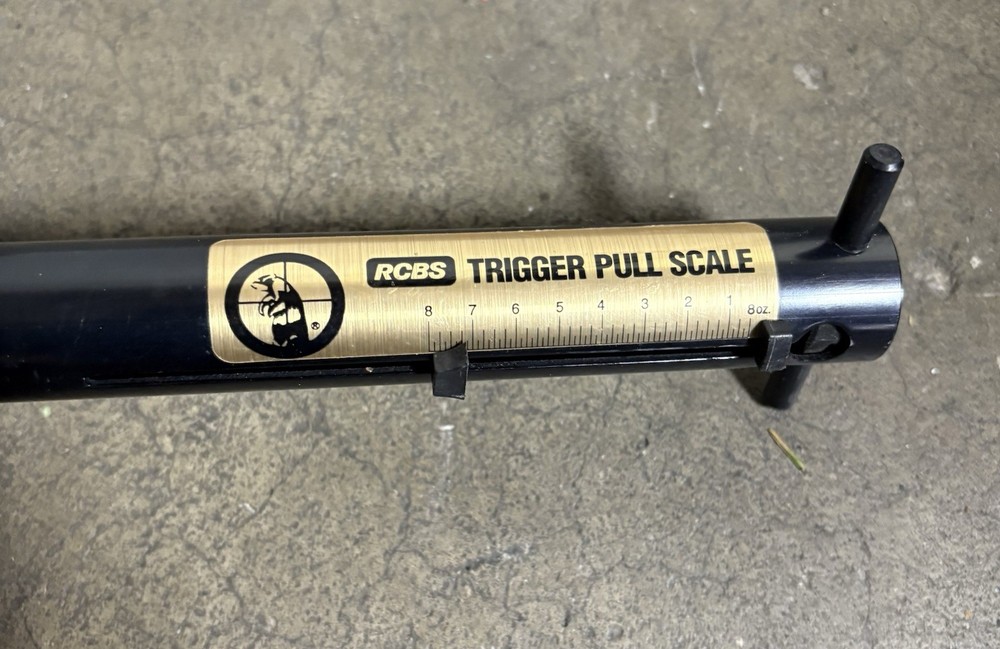 RCBS TRIGGER PULL SCALE
8 7 6 5 4 3 2 1 8oz.
®